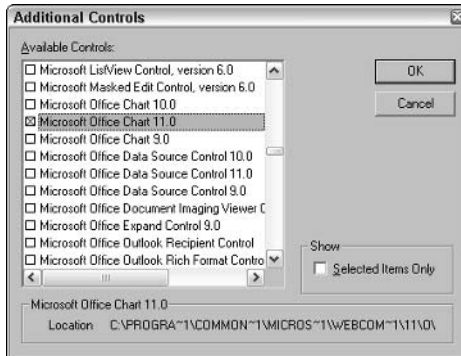 Additional Controls
Available Controls:
Microsoft ListView Control, version 6.0
Microsoft Masked Edit Control, version 6.0
Microsoft Office Chart 10.0
Microsoft Office Chart 11.0
Microsoft Office Chart 9.0
Microsoft Office Data Source Control 10.0
Microsoft Office Data Source Control 11.0
Microsoft Office Data Source Control 9.0
Microsoft Office Document Imaging Viewer C
Microsoft Office Expand Control 9.0
Microsoft Office Outlook Recipient Control
Microsoft Office Outlook Rich Format Contro
OK
Cancel
Show
Selected Items Only
Microsoft Office Chart 11.0
Location C:\PROGRA~1\COMMON~1\MICROS~1\WEBCOM~1\11\O\